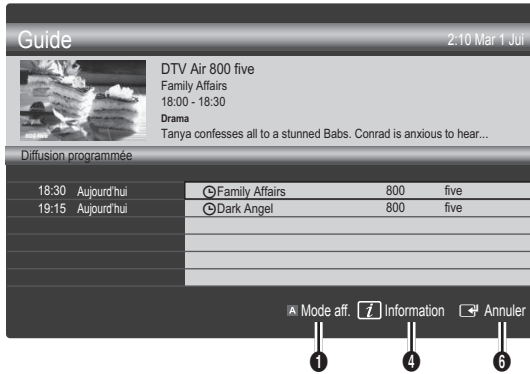 Guide 2:10 Mar 1 Jui
DTV Air 800 five
Family Affairs
18:00 - 18:30
Drama
Tanya confesses all to a stunned Babs. Conrad is anxious to hear...
Diffusion programmée
18:30 Aujourd'hui Family Affairs 800 five
19:15 Aujourd'hui Dark Angel 800 five
A Mode aff. i Information Annuler
1 4 6